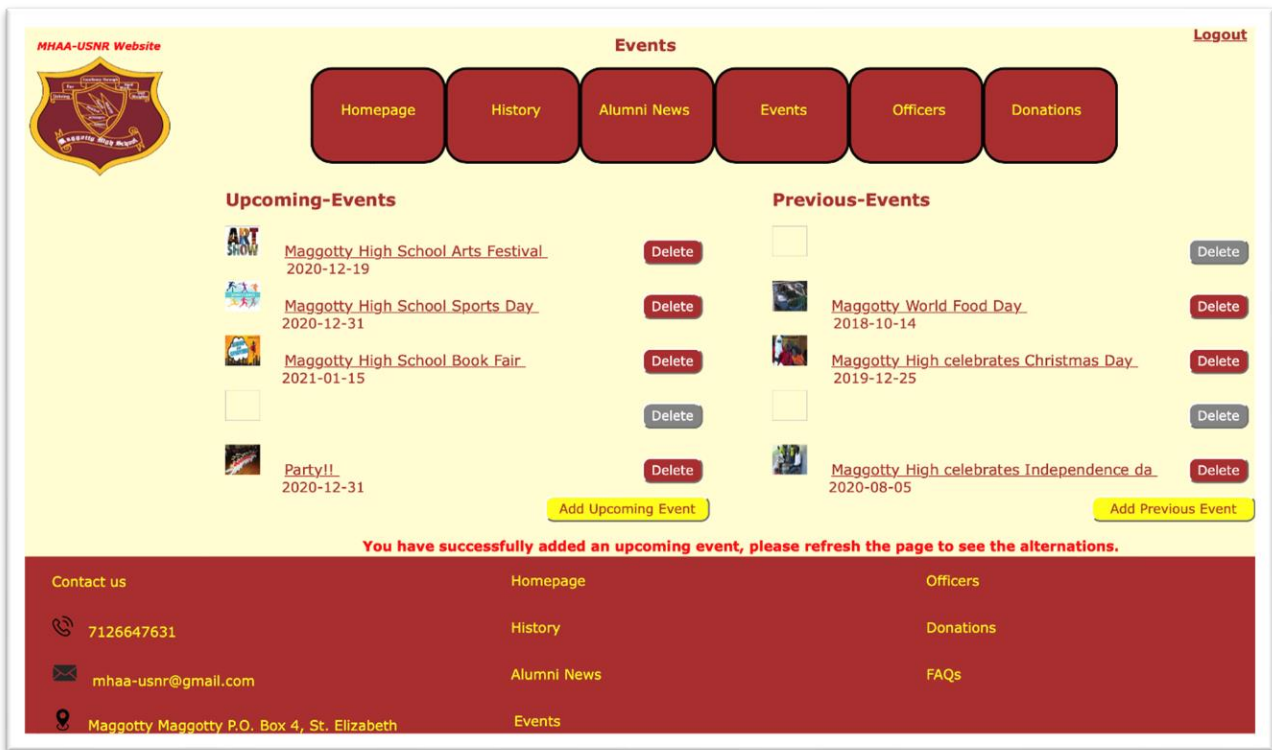 MHAA-USNR Website
Events
Logout
Maggotty High School
Homepage
History
Alumni News
Events
Officers
Donations
Upcoming-Events
ART
SHOW
Maggotty High School Arts Festival
2020-12-19
Delete
Maggotty High School Sports Day
2020-12-31
Delete
Maggotty High School Book Fair
2021-01-15
Delete
Delete
Party!!
2020-12-31
Delete
Add Upcoming Event
Previous-Events
Delete
Maggotty World Food Day
2018-10-14
Delete
Maggotty High celebrates Christmas Day
2019-12-25
Delete
Delete
Maggotty High celebrates Independence da
2020-08-05
Delete
Add Previous Event
You have successfully added an upcoming event, please refresh the page to see the alternations.
Contact us
7126647631
mhaa-usnr@gmail.com
Maggotty Maggotty P.O. Box 4, St. Elizabeth
Homepage
History
Alumni News
Events
Officers
Donations
FAQs